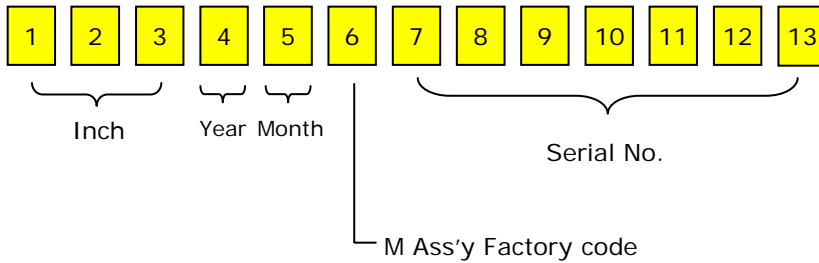 1 2 3 4 5 6 7 8 9 10 11 12 13
Inch Year Month Serial No.
M Ass'y Factory code